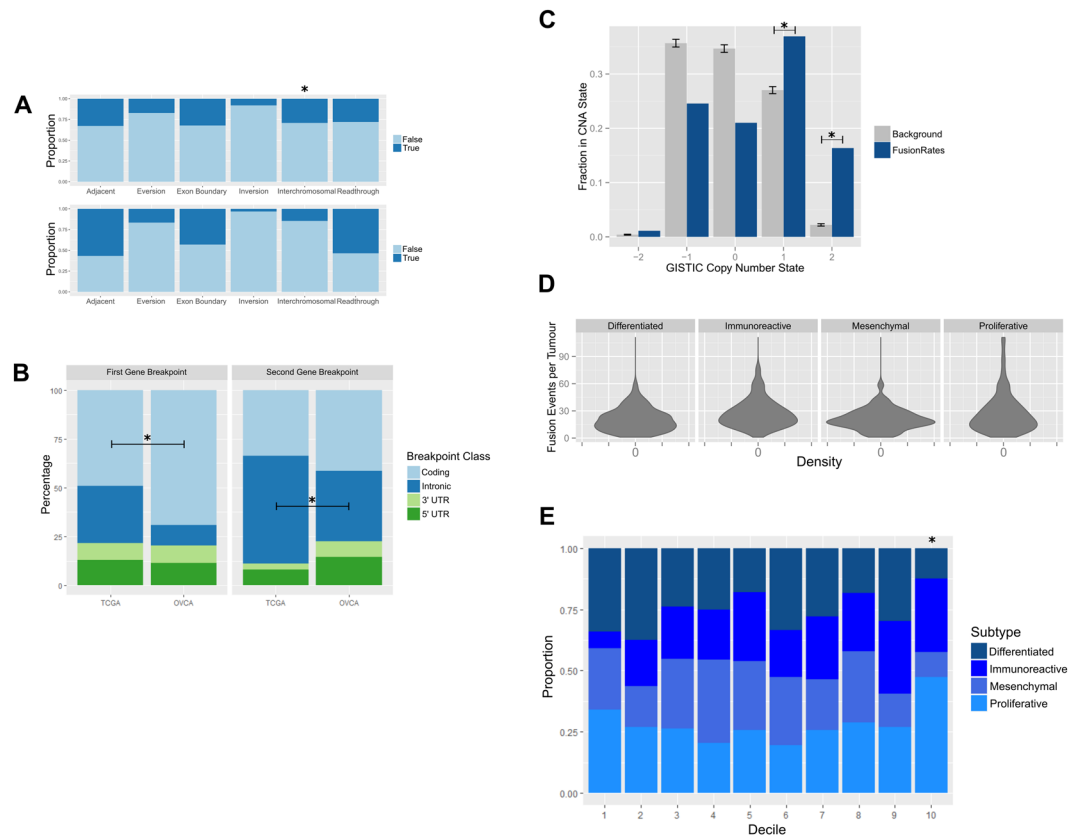 A
*
Proportion
1.00
0.75
0.50
0.25
0.00
Adjacent Eversion Exon Boundary Inversion Interchromosomal Readthrough
False
True
Proportion
1.00
0.75
0.50
0.25
0.00
Adjacent Eversion Exon Boundary Inversion Interchromosomal Readthrough
False
True
B
First Gene Breakpoint Second Gene Breakpoint
Percentage
100
75
50
25
0
*
*
TCGA OVCA TCGA OVCA
Breakpoint Class
Coding
Intronic
3' UTR
5' UTR
C
Fraction in CNA State
0.3
0.2
0.1
0.0
*
*
−2 −1 0 1 2
GISTIC Copy Number State
Background
FusionRates
D
Differentiated Immunoreactive Mesenchymal Proliferative
Fusion Events per Tumour
90
60
30
0
0 0 0 0
Density
E
*
Proportion
1.00
0.75
0.50
0.25
0.00
1 2 3 4 5 6 7 8 9 10
Decile
Subtype
Differentiated
Immunoreactive
Mesenchymal
Proliferative